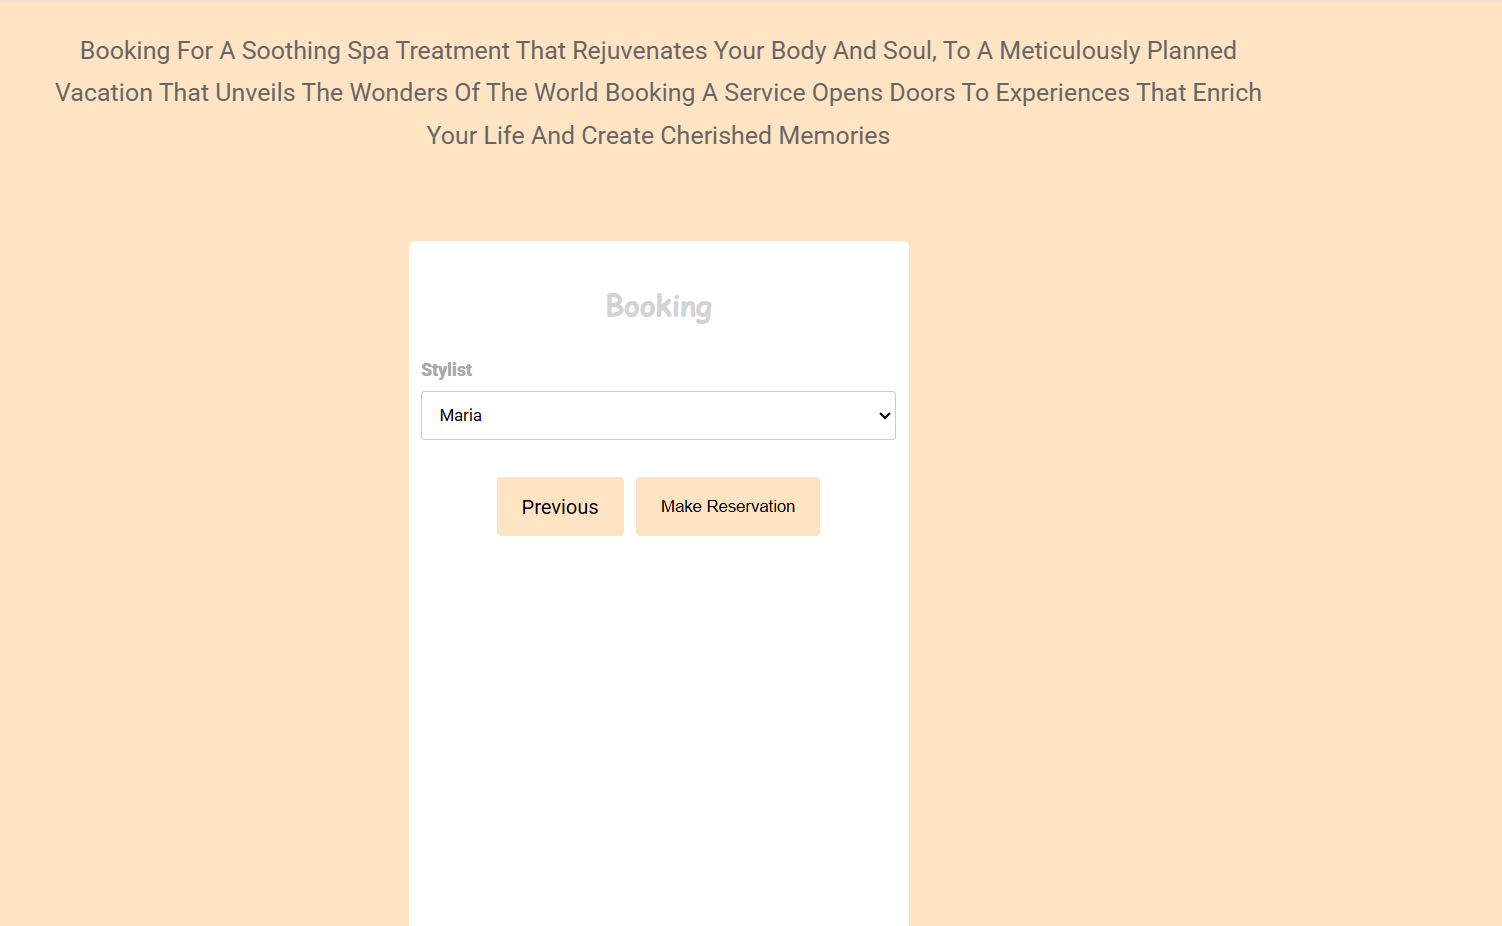 Booking For A Soothing Spa Treatment That Rejuvenates Your Body And Soul, To A Meticulously Planned
Vacation That Unveils The Wonders Of The World Booking A Service Opens Doors To Experiences That Enrich
Your Life And Create Cherished Memories
Booking
Stylist
Maria
Previous
Make Reservation